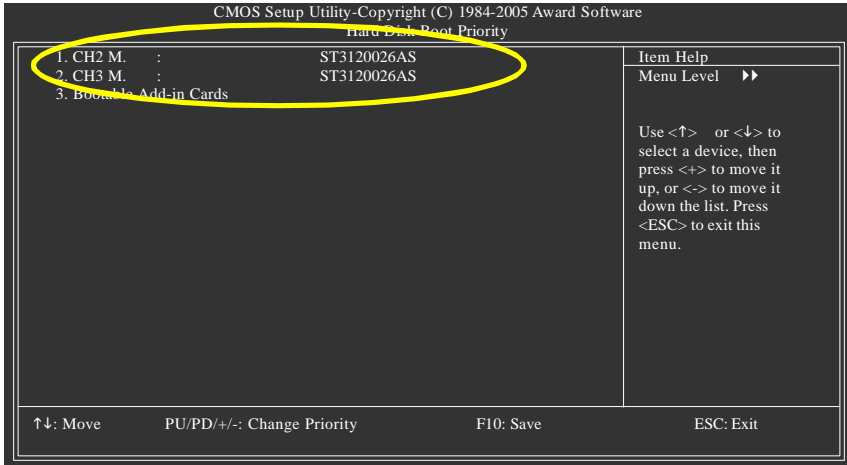 CMOS Setup Utility-Copyright (C) 1984-2005 Award Software
Hard Disk Boot Priority
1. CH2 M. : ST3120026AS
2. CH3 M. : ST3120026AS
3. Bootable Add-in Cards
Item Help
Menu Level ▸▸
Use <↑> or <↓> to
select a device, then
press <+> to move it
up, or <-> to move it
down the list. Press
<ESC> to exit this
menu.
↑↓: Move PU/PD/+/-: Change Priority F10: Save ESC: Exit